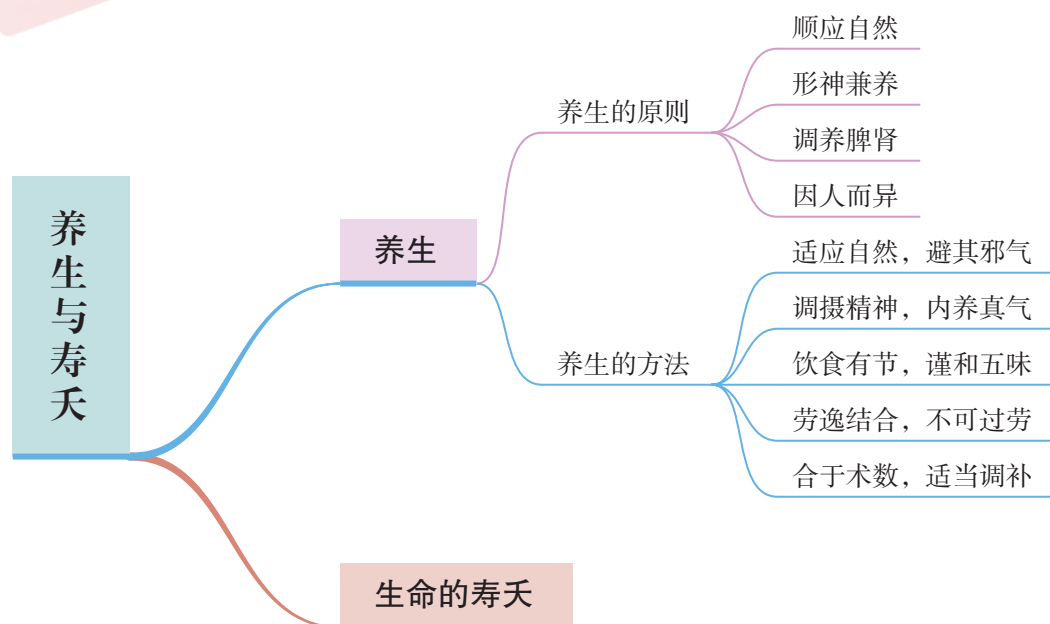 养生与寿夭
养生
养生的原则
顺应自然
形神兼养
调养脾肾
因人而异
养生的方法
适应自然，避其邪气
调摄精神，内养真气
饮食有节，谨和五味
劳逸结合，不可过劳
合于术数，适当调补
生命的寿夭